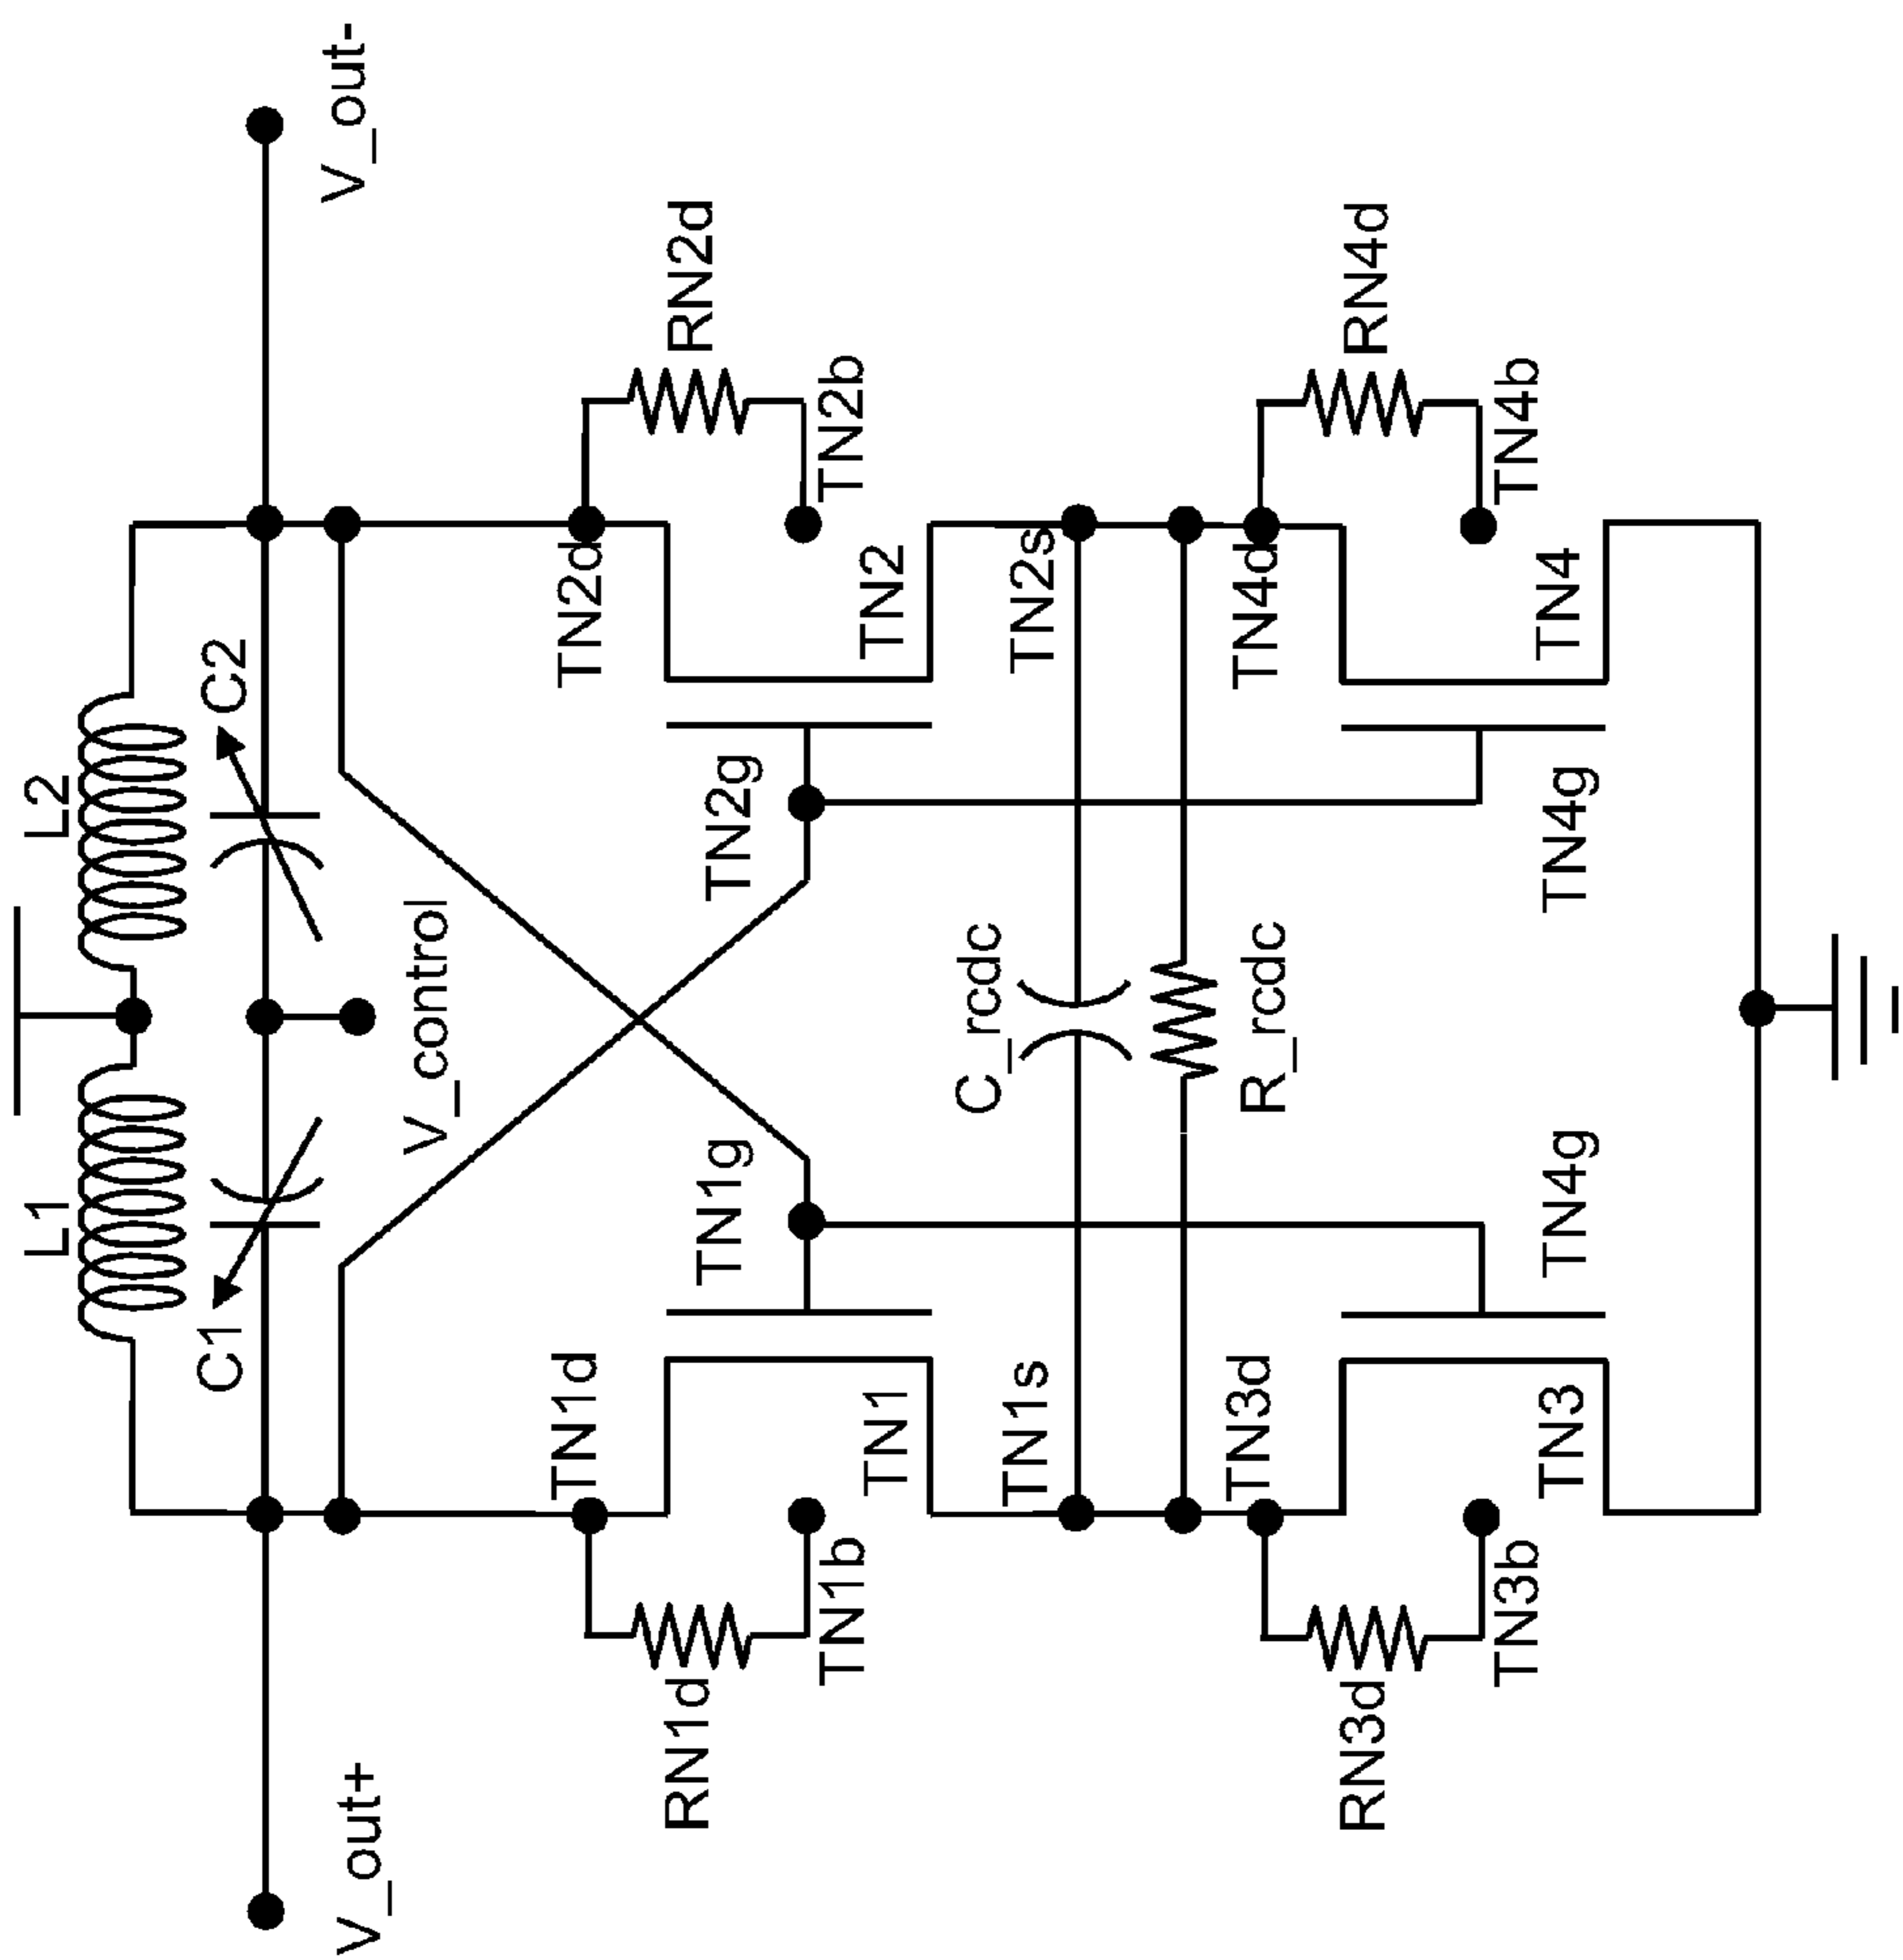 L1
L2
C1
C2
V_control
V_out+
V_out-
TN1d
TN2d
RN1d
TN1g
TN2g
RN2d
TN1b
TN1
TN2
TN2b
TN1s
C_rcdc
TN2s
TN3d
R_rcdc
TN4d
RN3d
RN4d
TN3b
TN3
TN4g
TN4g
TN4
TN4b